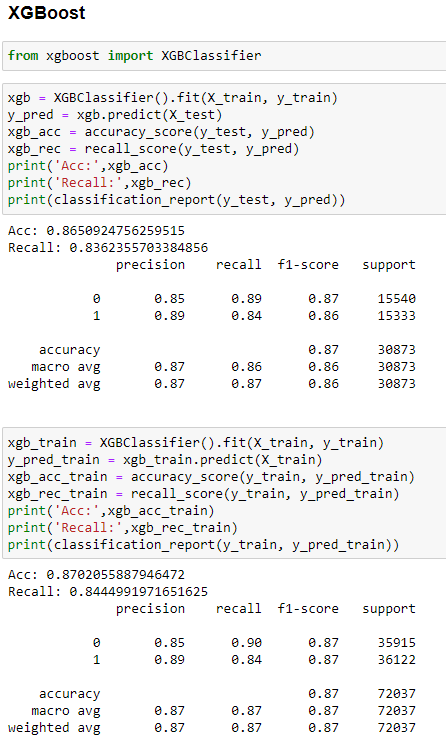 XGBoost
from xgboost import XGBClassifier
xgb = XGBClassifier().fit(X_train, y_train)
y_pred = xgb.predict(X_test)
xgb_acc = accuracy_score(y_test, y_pred)
xgb_rec = recall_score(y_test, y_pred)
print('Acc:',xgb_acc)
print('Recall:',xgb_rec)
print(classification_report(y_test, y_pred))
Acc: 0.8650924756259515
Recall: 0.8362355703384856
precision recall f1-score support
0 0.85 0.89 0.87 15540
1 0.89 0.84 0.86 15333
accuracy 0.87 30873
macro avg 0.87 0.86 0.86 30873
weighted avg 0.87 0.87 0.86 30873
xgb_train = XGBClassifier().fit(X_train, y_train)
y_pred_train = xgb_train.predict(X_train)
xgb_acc_train = accuracy_score(y_train, y_pred_train)
xgb_rec_train = recall_score(y_train, y_pred_train)
print('Acc:',xgb_acc_train)
print('Recall:',xgb_rec_train)
print(classification_report(y_train, y_pred_train))
Acc: 0.8702055887946472
Recall: 0.8444991971651625
precision recall f1-score support
0 0.85 0.90 0.87 35915
1 0.89 0.84 0.87 36122
accuracy 0.87 72037
macro avg 0.87 0.87 0.87 72037
weighted avg 0.87 0.87 0.87 72037